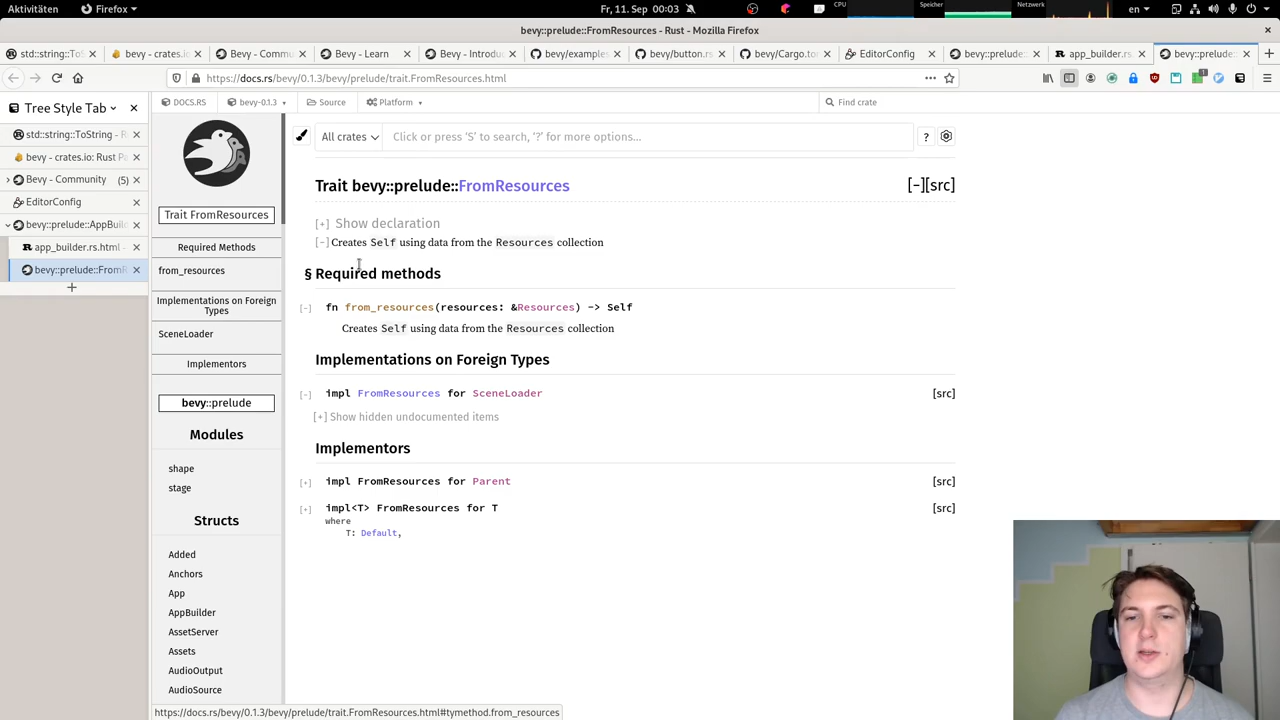 Aktivitäten
Firefox
Fr, 11. Sep. 00:03
CPU
Speicher
Netzwerk
en
bevy::prelude::FromResources - Rust - Mozilla Firefox
std::string::ToS
bevy - crates.io
Bevy - Commu
Bevy - Learn
Bevy - Introdu
bevy/examples
bevy/button.rs
bevy/Cargo.to
EditorConfig
bevy::prelude:
app_builder.rs.
bevy::prelude:
https://docs.rs/bevy/0.1.3/bevy/prelude/trait.FromResources.html
Tree Style Tab
DOCS.RS
bevy-0.1.3
Source
Platform
Find crate
std::string::ToString - R
bevy - crates.io: Rust Pa
Bevy - Community
(5)
EditorConfig
bevy::prelude::AppBuil
app_builder.rs.html -
bevy::prelude::FromR
Trait FromResources
Required Methods
from_resources
Implementations on Foreign
Types
SceneLoader
Implementors
bevy::prelude
Modules
shape
stage
Structs
Added
Anchors
App
AppBuilder
AssetServer
Assets
AudioOutput
AudioSource
All crates
Click or press ‘S’ to search, ‘?’ for more options…
?
Trait bevy::prelude::FromResources
[-][src]
[+] Show declaration
[-] Creates Self using data from the Resources collection
§ Required methods
[-] fn from_resources(resources: &Resources) -> Self
Creates Self using data from the Resources collection
Implementations on Foreign Types
[-] impl FromResources for SceneLoader [src]
[+] Show hidden undocumented items
Implementors
[+] impl FromResources for Parent [src]
[+] impl<T> FromResources for T [src]
where
T: Default,
https://docs.rs/bevy/0.1.3/bevy/prelude/trait.FromResources.html#tymethod.from_resources